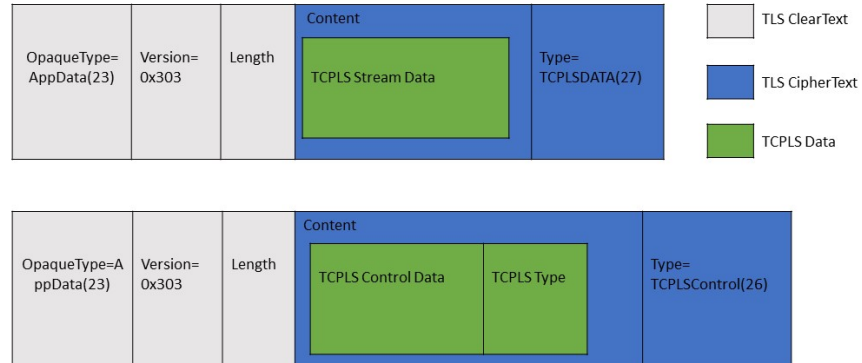 Content
TLS ClearText
OpaqueType=
AppData(23)
Version=
0x303
Length
TCPLS Stream Data
Type=
TCPLSDATA(27)
TLS CipherText
TCPLS Data
Content
OpaqueType=A
ppData(23)
Version=
0x303
Length
TCPLS Control Data
TCPLS Type
Type=
TCPLSControl(26)